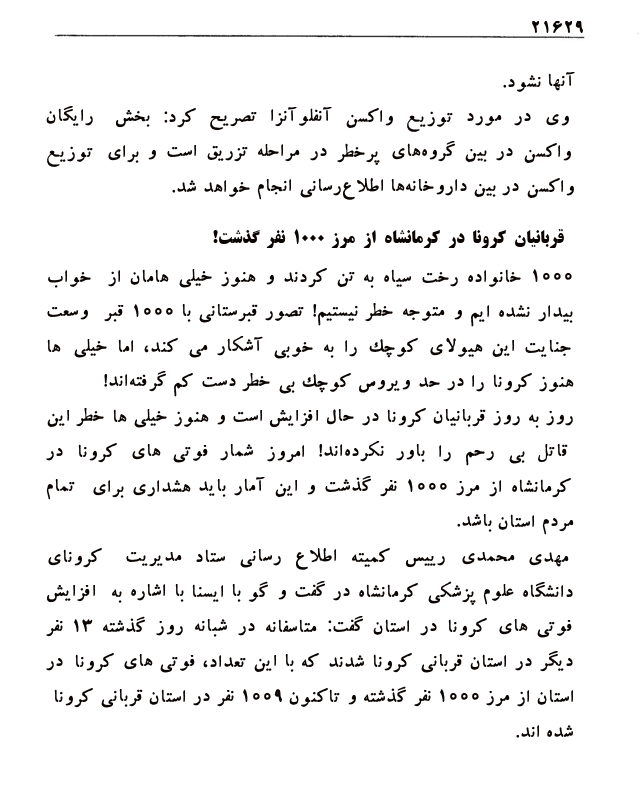 ۲۱۶۲۹
آنها نشود.
وی در مورد توزیع واکسن آنفلوآنزا تصریح کرد: بخش رایگان
واکسن در بین گروه‌های پرخطر در مراحله تزریق است و برای توزیع
واکسن در بین داروخانه‌ها اطلاع‌رسانی انجام خواهد شد.
قربانیان کرونا در کرمانشاه از مرز ۱۰۰۰ نفر گذشت!
۱۰۰۰ خانواده رخت سیاه به تن کردند و هنوز خیلی هامان از خواب
بیدار نشده ایم و متوجه خطر نیستیم! تصور قبرستانی با ۱۰۰۰ قبر وسعت
جنایت این هیولای کوچك را به خوبی آشکار می کند، اما خیلی ها
هنوز کرونا را در حد ویروس کوچك بی خطر دست کم گرفته‌اند!
روز به روز قربانیان کرونا در حال افزایش است و هنوز خیلی ها خطر این
قاتل بی رحم را باور نکرده‌اند! امروز شمار فوتی های کرونا در
کرمانشاه از مرز ۱۰۰۰ نفر گذشت و این آمار باید هشداری برای تمام
مردم استان باشد.
مهدی محمدی رییس کمیته اطلاع رسانی ستاد مدیریت کرونای
دانشگاه علوم پزشکی کرمانشاه در گفت و گو با ایسنا با اشاره به افزایش
فوتی های کرونا در استان گفت: متاسفانه در شبانه روز گذشته ۱۳ نفر
دیگر در استان قربانی کرونا شدند که با این تعداد، فوتی های کرونا در
استان از مرز ۱۰۰۰ نفر گذشته و تاکنون ۱۰۰۹ نفر در استان قربانی کرونا
شده اند.